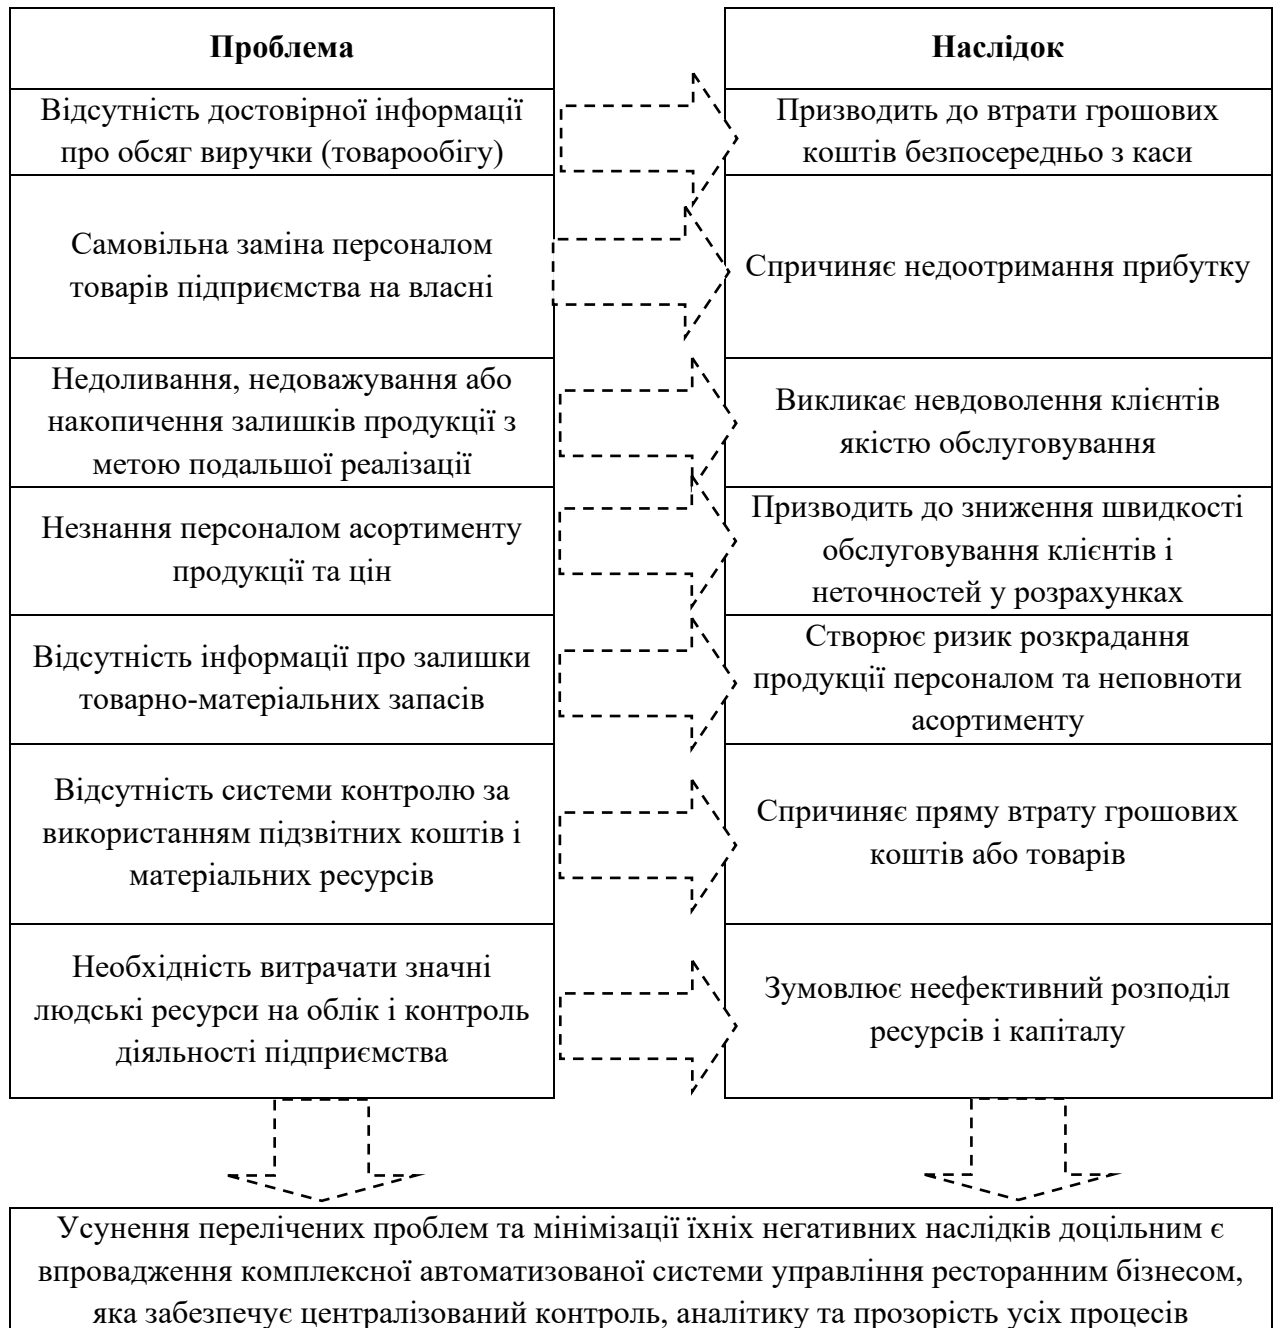 Проблема
Наслідок
Відсутність достовірної інформації
про обсяг виручки (товарообігу)
Призводить до втрати грошових
коштів безпосередньо з каси
Самовільна заміна персоналом
товарів підприємства на власні
Спричиняє недоотримання прибутку
Недоливання, недоважування або
накопичення залишків продукції з
метою подальшої реалізації
Викликає невдоволення клієнтів
якістю обслуговування
Незнання персоналом асортименту
продукції та цін
Призводить до зниження швидкості
обслуговування клієнтів і
неточностей у розрахунках
Відсутність інформації про залишки
товарно-матеріальних запасів
Створює ризик розкрадання
продукції персоналом та неповноти
асортименту
Відсутність системи контролю за
використанням підзвітних коштів і
матеріальних ресурсів
Спричиняє пряму втрату грошових
коштів або товарів
Необхідність витрачати значні
людські ресурси на облік і контроль
діяльності підприємства
Зумовлює неефективний розподіл
ресурсів і капіталу
Усунення перелічених проблем та мінімізації їхніх негативних наслідків доцільним є
впровадження комплексної автоматизованої системи управління ресторанним бізнесом,
яка забезпечує централізований контроль, аналітику та прозорість усіх процесів